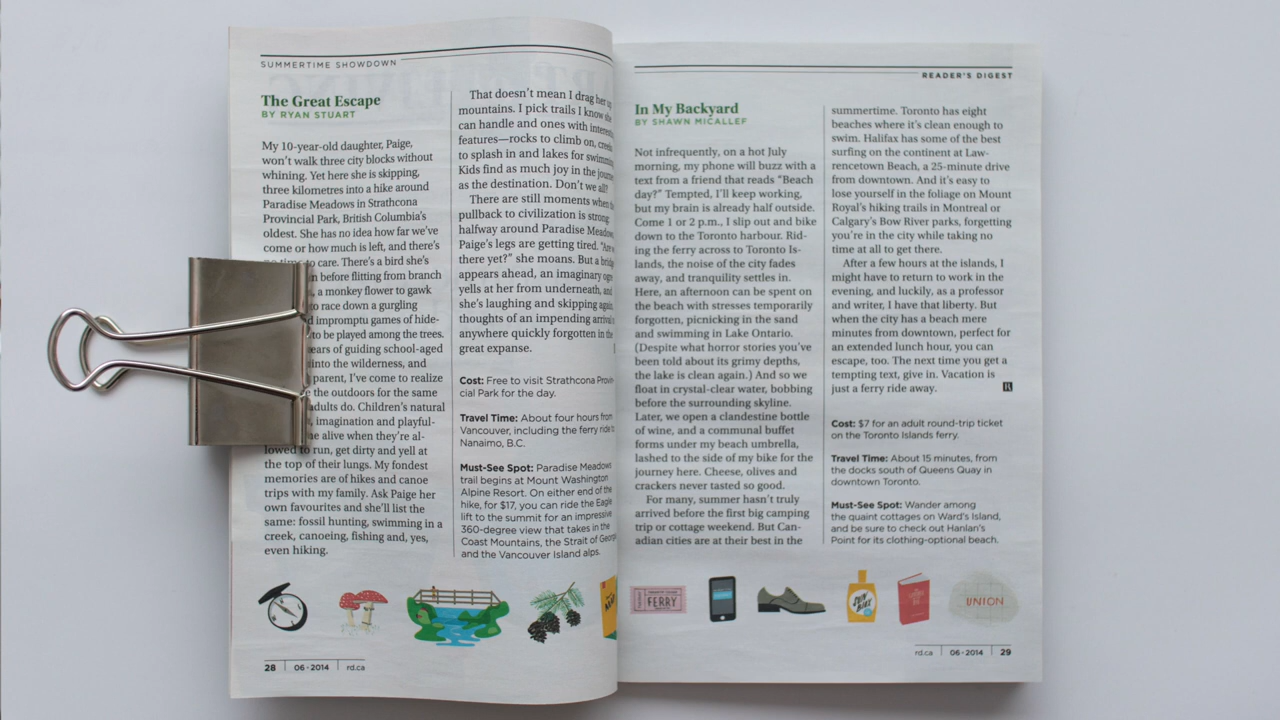 SUMMERTIME SHOWDOWN
The Great Escape
BY RYAN STUART
My 10-year-old daughter, Paige,
won't walk three city blocks without
whining. Yet here she is skipping,
three kilometres into a hike around
Paradise Meadows in Strathcona
Provincial Park, British Columbia's
oldest. She has no idea how far we've
come or how much is left, and there's
time to care. There's a bird she's
before flitting from branch
a monkey flower to gawk
to race down a gurgling
impromptu games of hide-
to be played among the trees.
of guiding school-aged
into the wilderness, and
parent, I've come to realize
the outdoors for the same
adults do. Children's natural
imagination and playful-
alive when they're al-
lowed to run, get dirty and yell at
the top of their lungs. My fondest
memories are of hikes and canoe
trips with my family. Ask Paige her
own favourites and she'll list the
same: fossil hunting, swimming in a
creek, canoeing, fishing and, yes,
even hiking.
That doesn't mean I drag her up
mountains. I pick trails I know she
can handle and ones with
features—rocks to climb on,
to splash in and lakes for
Kids find as much joy in the
as the destination. Don't we all?
There are still moments when
pullback to civilization is strong
halfway around Paradise
Paige's legs are getting tired.
there yet?" she moans. But a
appears ahead, an imaginary
yells at her from underneath, and
she's laughing and skipping again,
thoughts of an impending
anywhere quickly forgotten in the
great expanse.
Cost: Free to visit Strathcona
cial Park for the day.
Travel Time: About four hours from
Vancouver, including the ferry ride to
Nanaimo, B.C.
Must-See Spot: Paradise Meadows
trail begins at Mount Washington
Alpine Resort. On either end of the
hike, for $17, you can ride the Eagle
lift to the summit for an impressive
360-degree view that takes in the
Coast Mountains, the Strait of
and the Vancouver Island alps.
28 | 06 · 2014 | rd.ca
READER'S DIGEST
In My Backyard
BY SHAWN MICALLEF
Not infrequently, on a hot July
morning, my phone will buzz with a
text from a friend that reads "Beach
day?" Tempted, I'll keep working,
but my brain is already half outside.
Come 1 or 2 p.m., I slip out and bike
down to the Toronto harbour. Rid-
ing the ferry across to Toronto Is-
lands, the noise of the city fades
away, and tranquility settles in.
Here, an afternoon can be spent on
the beach with stresses temporarily
forgotten, picnicking in the sand
and swimming in Lake Ontario.
(Despite what horror stories you've
been told about its grimy depths,
the lake is clean again.) And so we
float in crystal-clear water, bobbing
before the surrounding skyline.
Later, we open a clandestine bottle
of wine, and a communal buffet
forms under my beach umbrella,
lashed to the side of my bike for the
journey here. Cheese, olives and
crackers never tasted so good.
For many, summer hasn't truly
arrived before the first big camping
trip or cottage weekend. But Can-
adian cities are at their best in the
summertime. Toronto has eight
beaches where it's clean enough to
swim. Halifax has some of the best
surfing on the continent at Law-
rencetown Beach, a 25-minute drive
from downtown. And it's easy to
lose yourself in the foliage on Mount
Royal's hiking trails in Montreal or
Calgary's Bow River parks, forgetting
you're in the city while taking no
time at all to get there.
After a few hours at the islands, I
might have to return to work in the
evening, and luckily, as a professor
and writer, I have that liberty. But
when the city has a beach mere
minutes from downtown, perfect for
an extended lunch hour, you can
escape, too. The next time you get a
tempting text, give in. Vacation is
just a ferry ride away.
Cost: $7 for an adult round-trip ticket
on the Toronto Islands ferry.
Travel Time: About 15 minutes, from
the docks south of Queens Quay in
downtown Toronto.
Must-See Spot: Wander among
the quaint cottages on Ward's Island,
and be sure to check out Hanlan's
Point for its clothing-optional beach.
FERRY
UNION
rd.ca | 06 · 2014 | 29